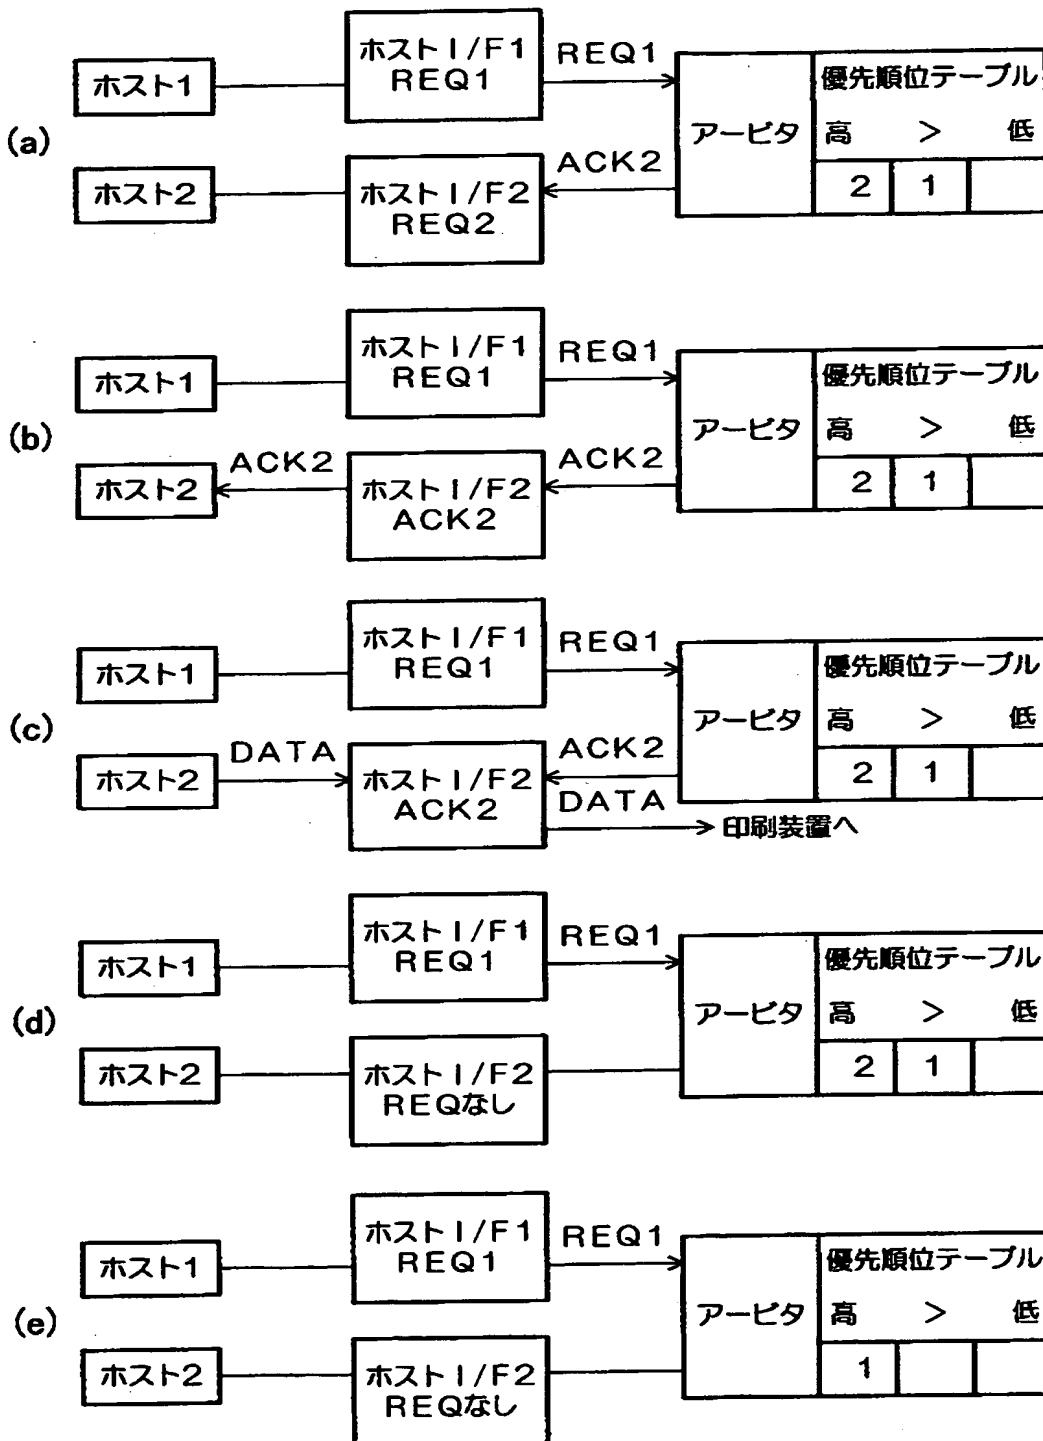 (a)
ホスト1
ホストI/F1
REQ1
REQ1
ホスト2
ホストI/F2
REQ2
ACK2
アービタ
優先順位テーブル
高 > 低
2 1
(b)
ホスト1
ホストI/F1
REQ1
REQ1
ホスト2
ACK2
ホストI/F2
ACK2
ACK2
アービタ
優先順位テーブル
高 > 低
2 1
(c)
ホスト1
ホストI/F1
REQ1
REQ1
ホスト2
DATA
ホストI/F2
ACK2
ACK2
DATA
印刷装置へ
アービタ
優先順位テーブル
高 > 低
2 1
(d)
ホスト1
ホストI/F1
REQ1
REQ1
ホスト2
ホストI/F2
REQなし
アービタ
優先順位テーブル
高 > 低
2 1
(e)
ホスト1
ホストI/F1
REQ1
REQ1
ホスト2
ホストI/F2
REQなし
アービタ
優先順位テーブル
高 > 低
1